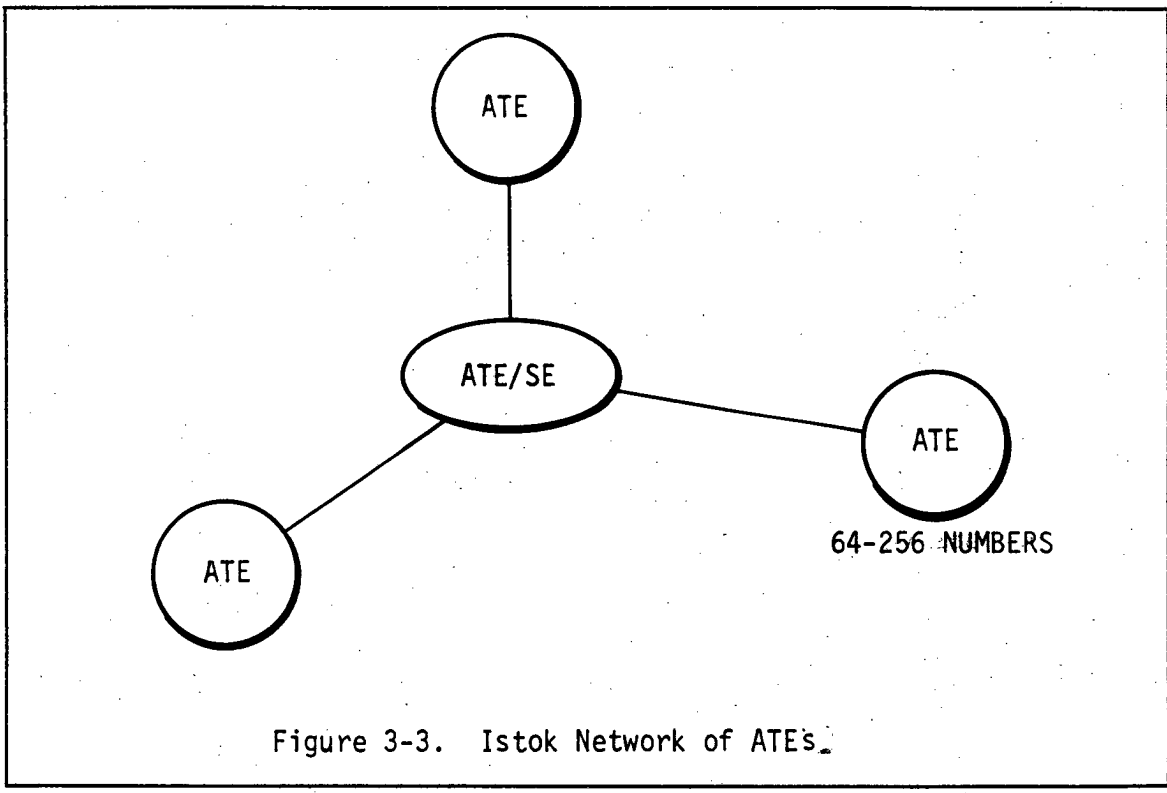 ATE
ATE/SE
ATE
64-256 NUMBERS
ATE
Figure 3-3. Istok Network of ATEs